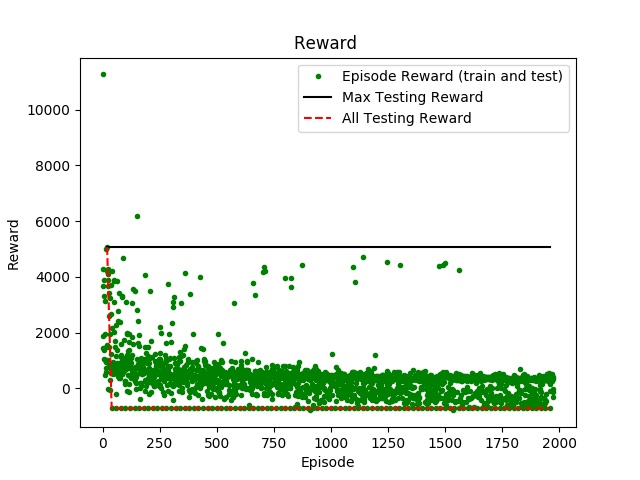 Reward
Episode Reward (train and test)
Max Testing Reward
All Testing Reward
Reward
10000
8000
6000
4000
2000
0
0 250 500 750 1000 1250 1500 1750 2000
Episode